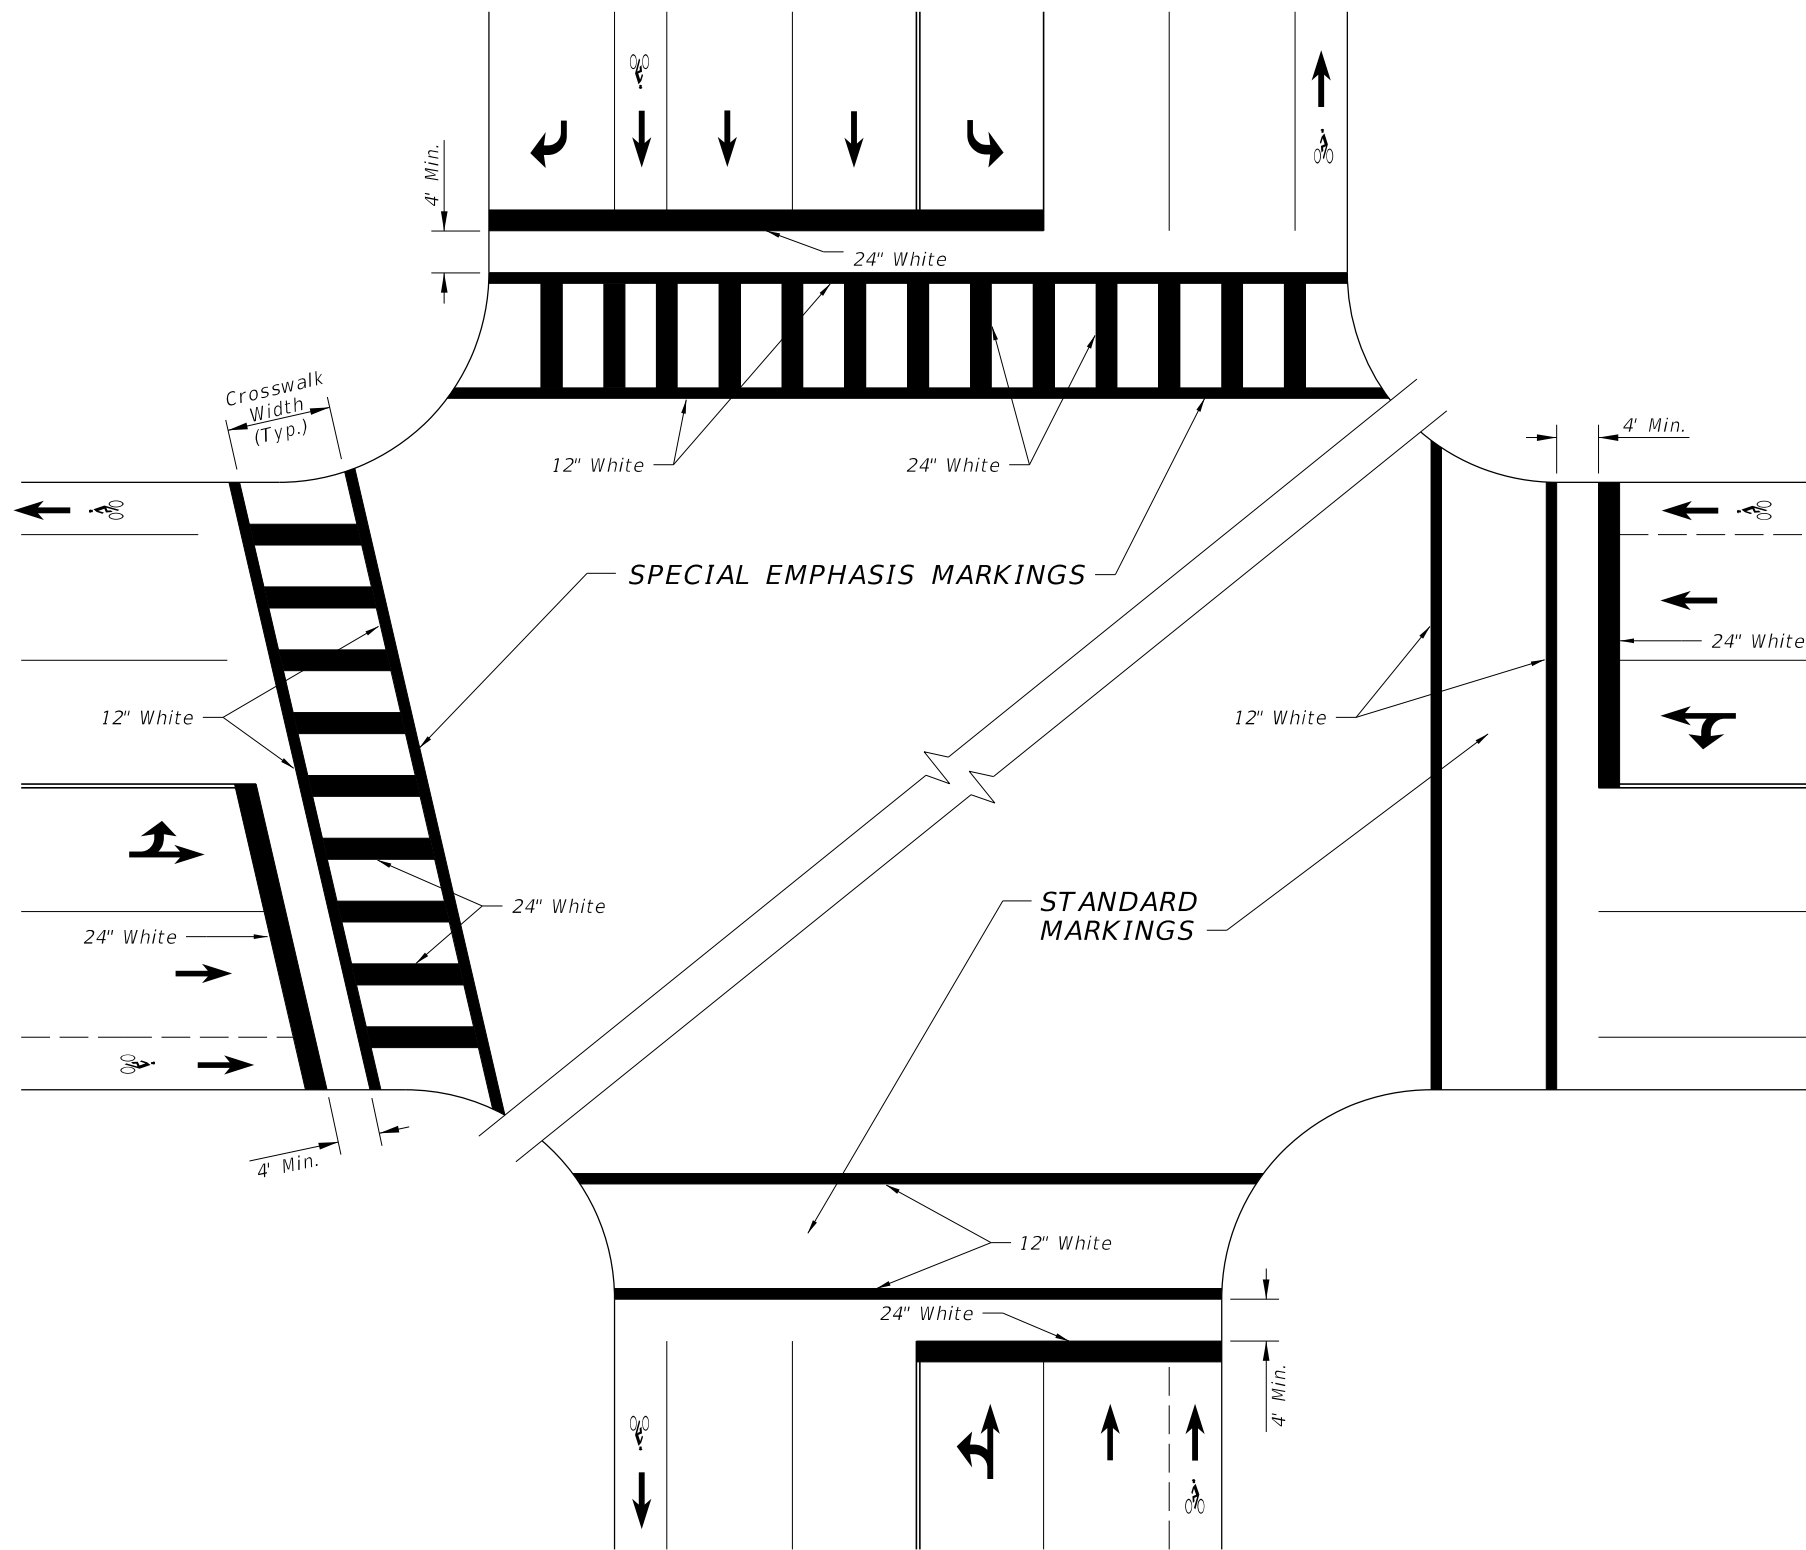 4' Min.
24" White
Crosswalk
Width
(Typ.)
12" White
24" White
4' Min.
SPECIAL EMPHASIS MARKINGS
24" White
12" White
12" White
24" White
STANDARD
MARKINGS
24" White
4' Min.
12" White
24" White
4' Min.